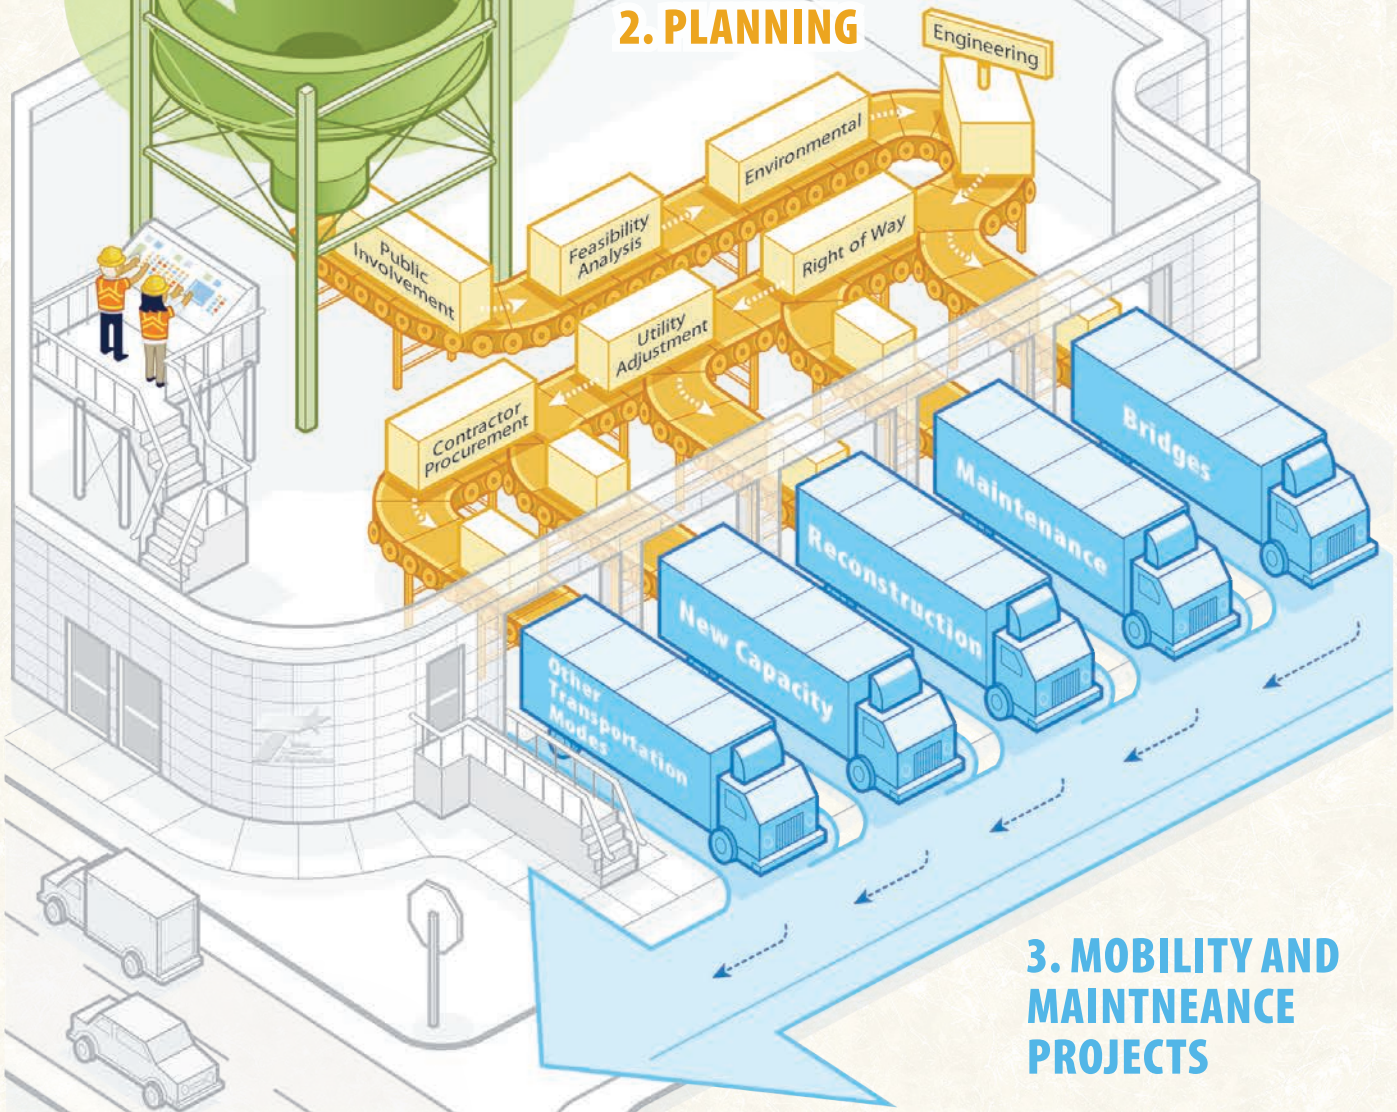 2. PLANNING
Engineering
Environmental
Feasibility
Analysis
Public
Involvement
Right of Way
Utility
Adjustment
Contractor
Procurement
Bridges
Maintenance
Reconstruction
New Capacity
Other
Transportation
Modes
3. MOBILITY AND
MAINTNEANCE
PROJECTS